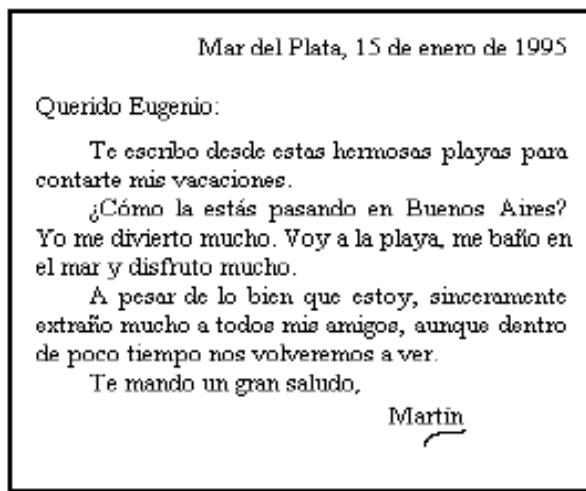 Mar del Plata, 15 de enero de 1995
Querido Eugenio:
Te escribo desde estas hermosas playas para
contarte mis vacaciones.
¿Cómo la estás pasando en Buenos Aires?
Yo me divierto mucho. Voy a la playa, me baño en
el mar y disfruto mucho.
A pesar de lo bien que estoy, sinceramente
extraño mucho a todos mis amigos, aunque dentro
de poco tiempo nos volveremos a ver.
Te mando un gran saludo,
Martín